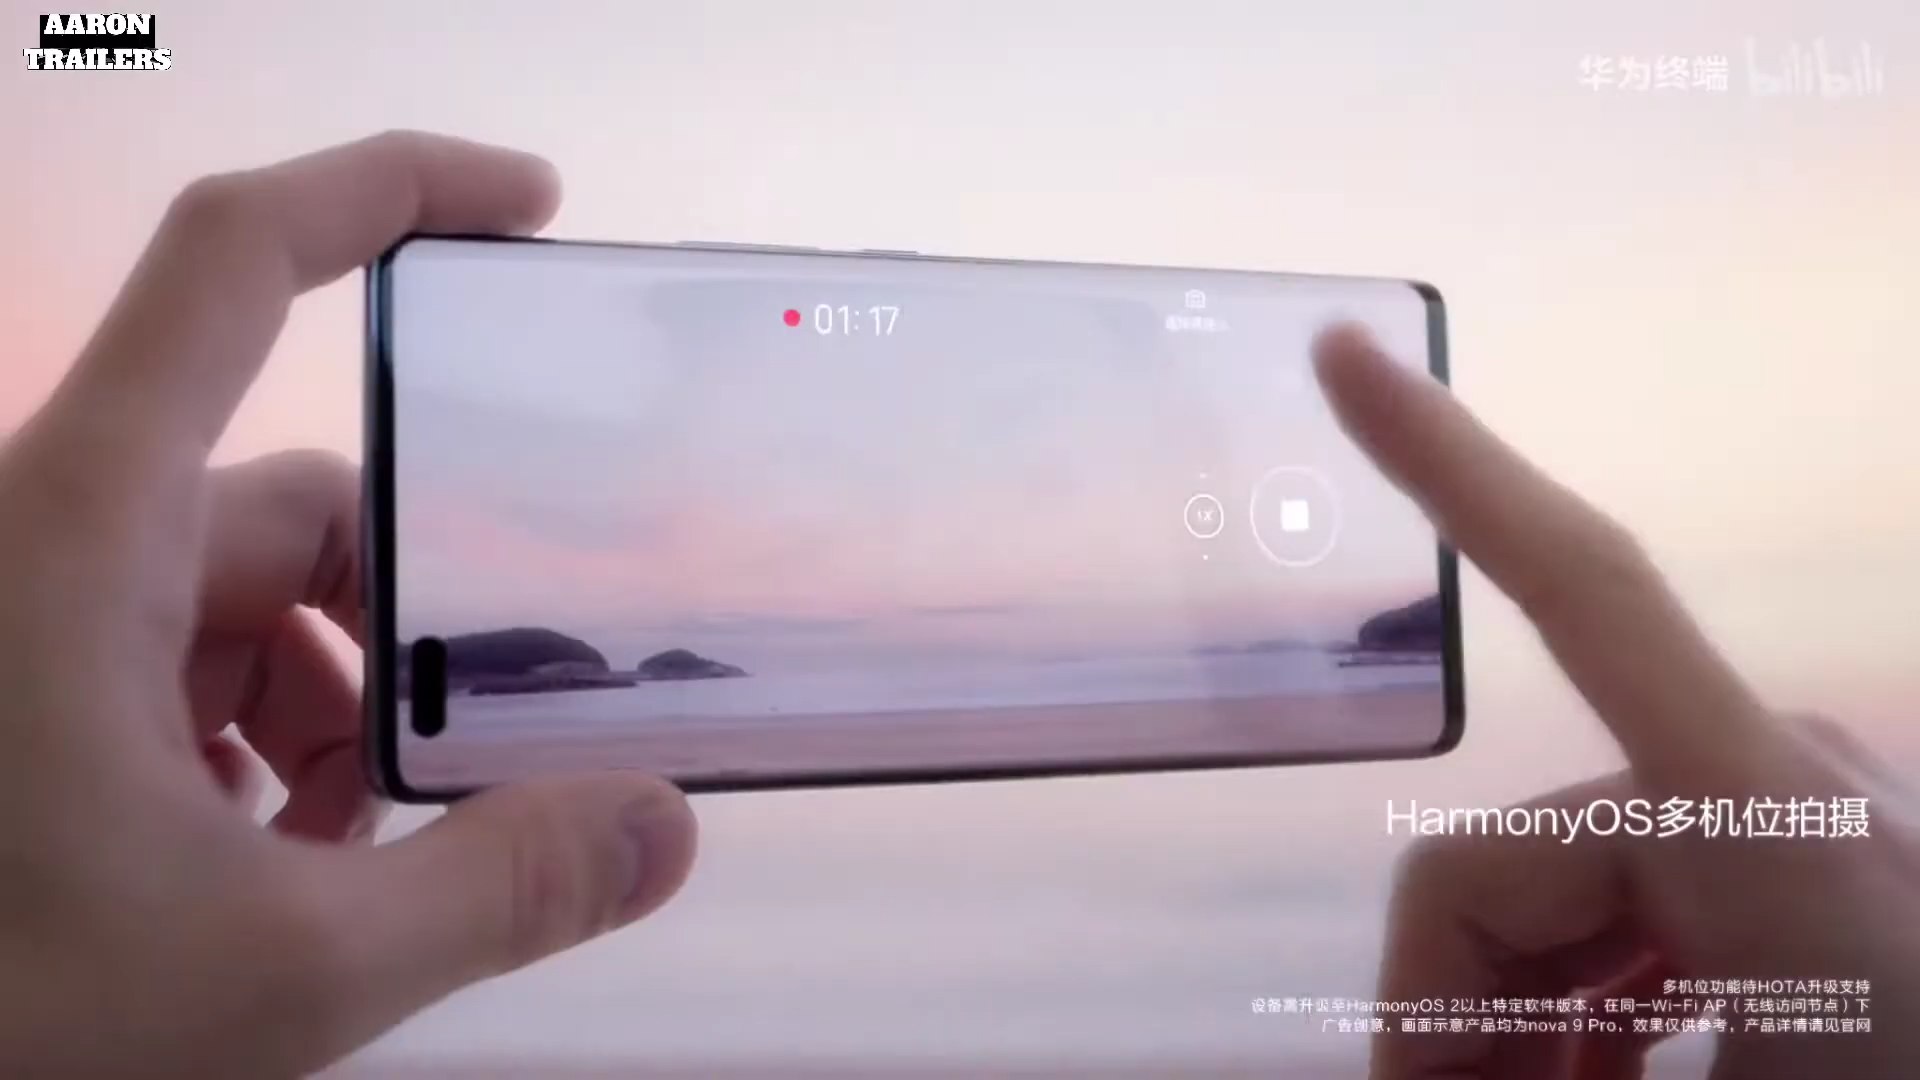 AARON
TRAILERS
华为终端 bilibili
01:17
1X
HarmonyOS多机位拍摄
多机位功能待HOTA升级支持
设备需升级至HarmonyOS 2以上特定软件版本，在同一Wi-Fi AP（无线访问节点）下
广告创意，画面示意产品均为nova 9 Pro，效果仅供参考，产品详情请见官网